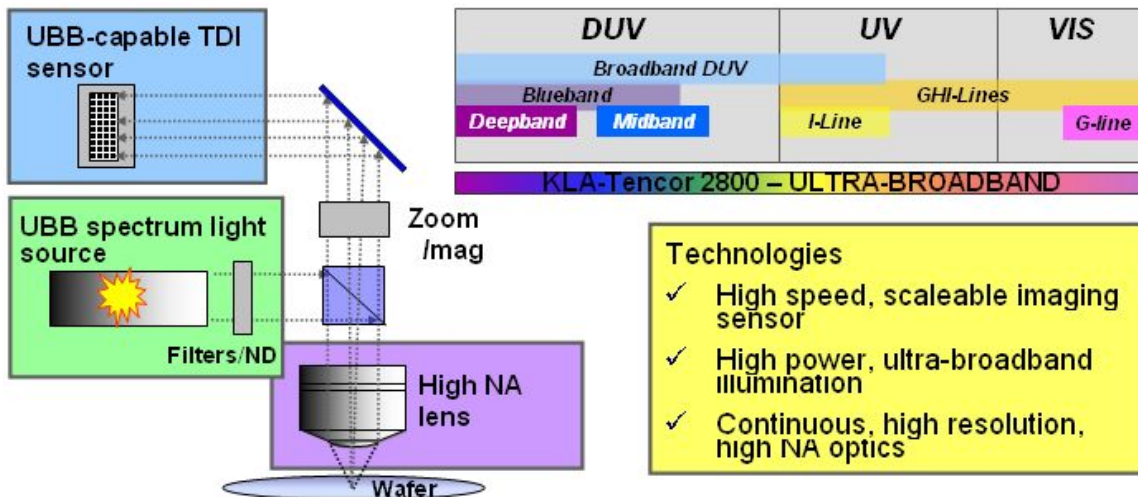 UBB-capable TDI
sensor
UBB spectrum light
source
Filters/ND
Zoom
/mag
High NA
lens
Wafer
DUV
UV
VIS
Broadband DUV
Blueband
GHI-Lines
Deepband
Midband
I-Line
G-line
KLA-Tencor 2800 – ULTRA-BROADBAND
Technologies
✓ High speed, scaleable imaging
sensor
✓ High power, ultra-broadband
illumination
✓ Continuous, high resolution,
high NA optics